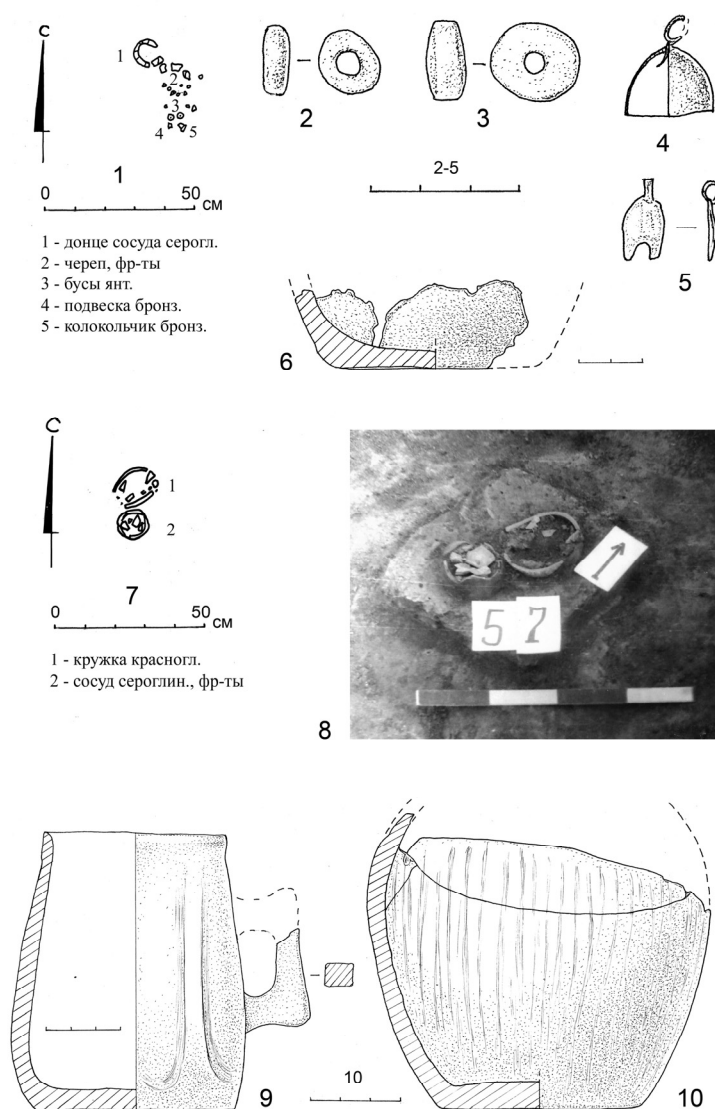 С
1
2
3
4 5
1
0 50
см
1 - донце сосуда серогл.
2 - череп, фр-ты
3 - бусы янт.
4 - подвеска бронз.
5 - колокольчик бронз.
2
3
4
2-5
5
6
С
1
2
7
0 50
см
1 - кружка красногл.
2 - сосуд сероглин., фр-ты
5 7
8
9
10
10